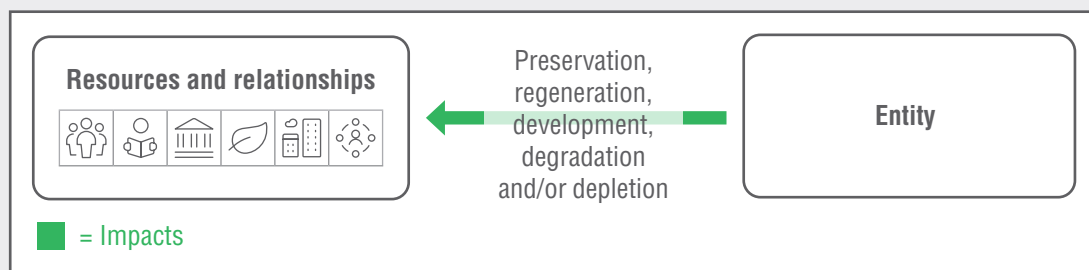 Resources and relationships
Preservation,
regeneration,
development,
degradation
and/or depletion
Entity
= Impacts